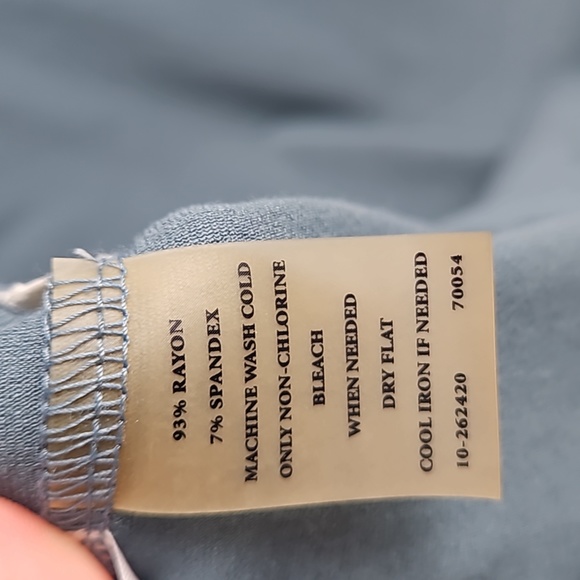 93% RAYON
7% SPANDEX
MACHINE WASH COLD
ONLY NON-CHLORINE
BLEACH
WHEN NEEDED
DRY FLAT
COOL IRON IF NEEDED
10-262420 70054